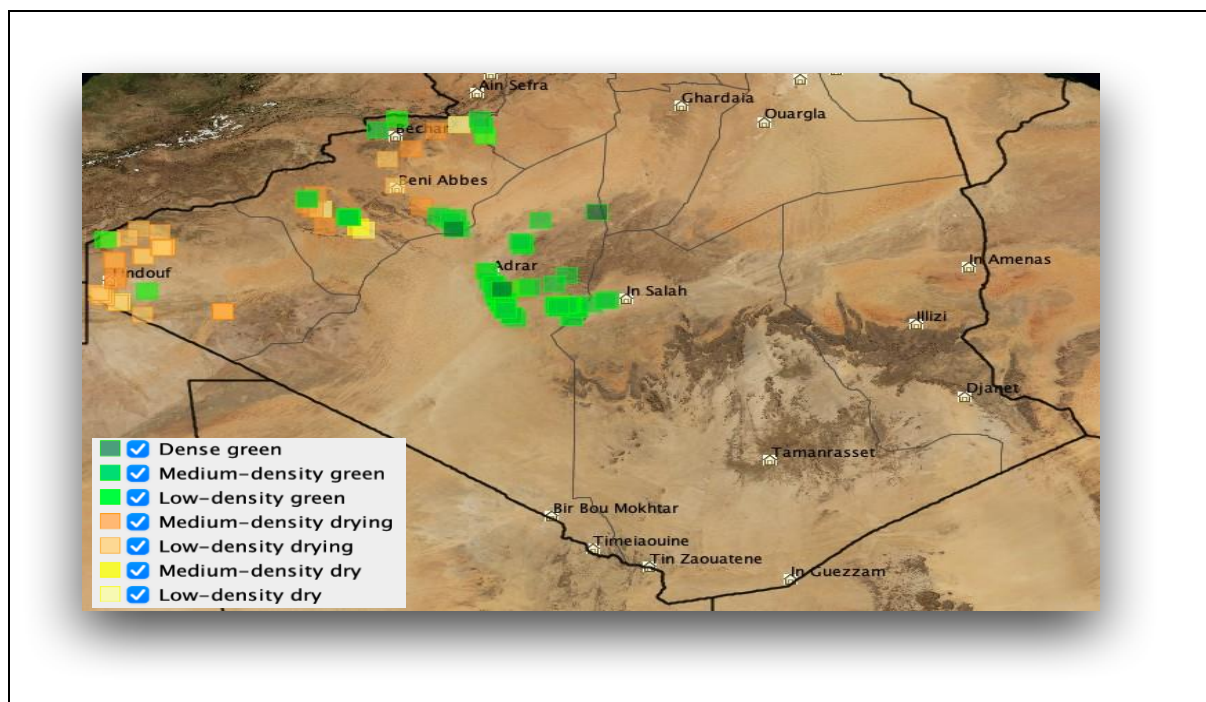 Ain Sefra
Ghardaia
Ouargla
Bechar
Beni Abbes
Adrar
In Amenas
Tindouf
In Salah
Illizi
Djanet
Tamanrasset
Bir Bou Mokhtar
Timeiaouine
Tin Zaouatene
In Guezzam
Dense green
Medium-density green
Low-density green
Medium-density drying
Low-density drying
Medium-density dry
Low-density dry